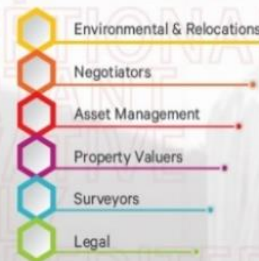 Environmental & Relocations
Negotiators
Asset Management
Property Valuers
Surveyors
Legal